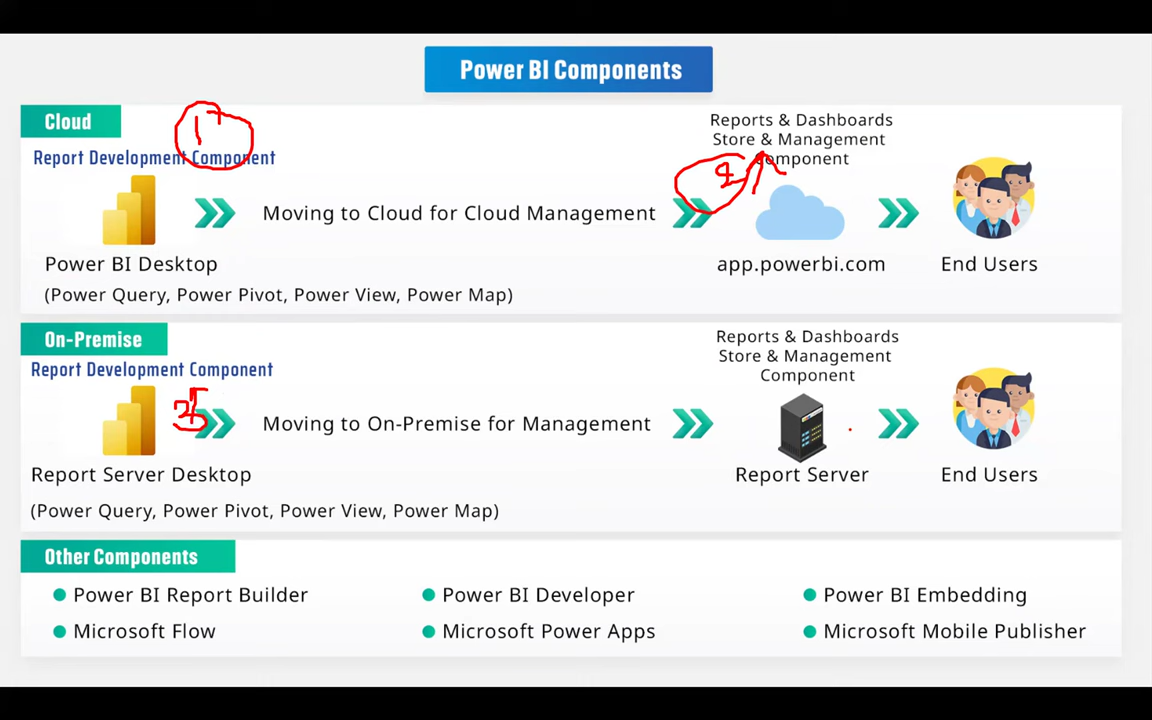 Power BI Components
Cloud
Report Development Component
1
Power BI Desktop
(Power Query, Power Pivot, Power View, Power Map)
Moving to Cloud for Cloud Management
2
Reports & Dashboards
Store & Management
Component
app.powerbi.com
End Users
On-Premise
Report Development Component
3
Report Server Desktop
(Power Query, Power Pivot, Power View, Power Map)
Moving to On-Premise for Management
Reports & Dashboards
Store & Management
Component
Report Server
End Users
Other Components
Power BI Report Builder
Power BI Developer
Power BI Embedding
Microsoft Flow
Microsoft Power Apps
Microsoft Mobile Publisher